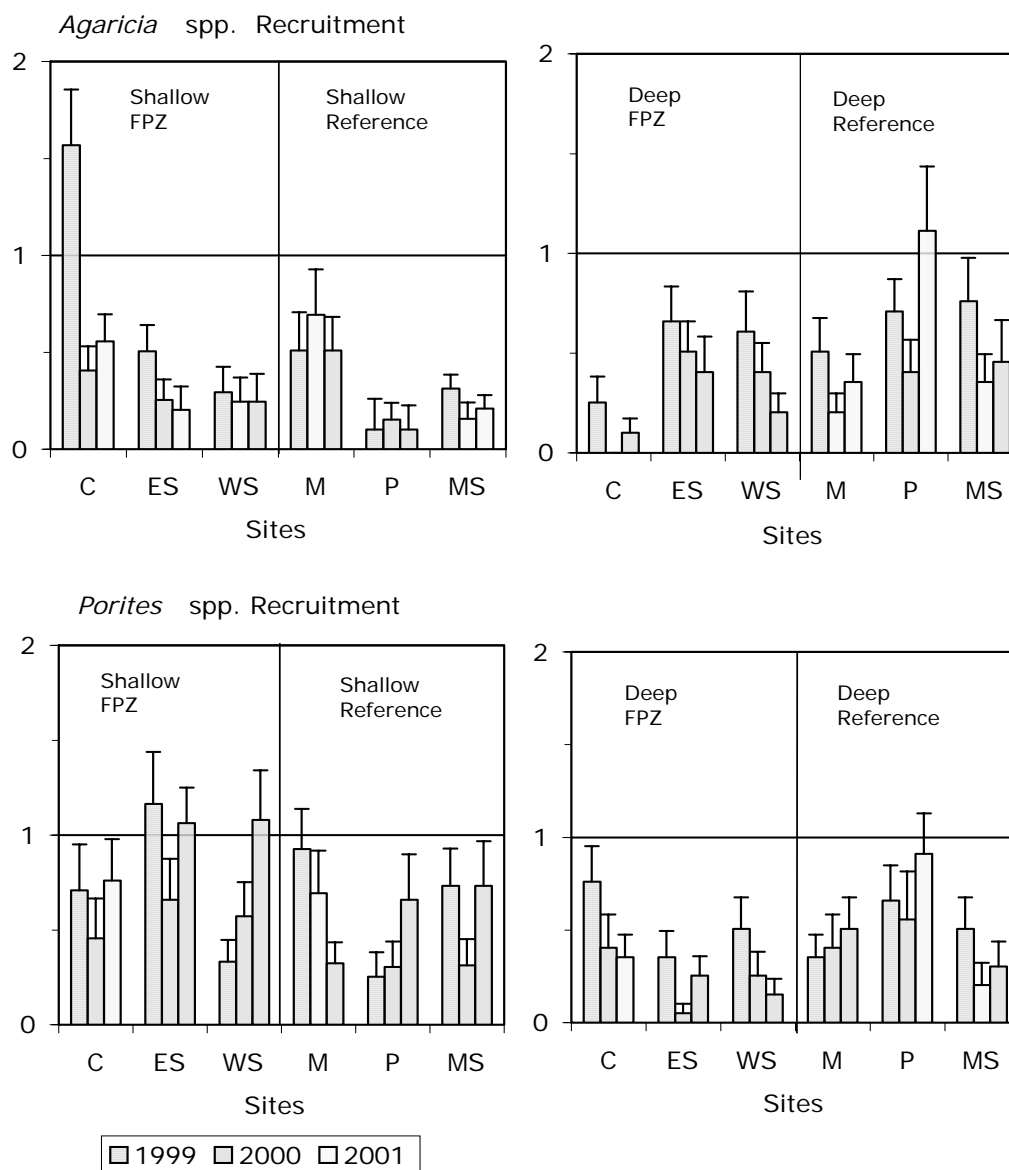 Agaricia spp. Recruitment
2
1
0
Shallow
FPZ
Shallow
Reference
C ES WS M P MS
Sites
2
1
0
Deep
FPZ
Deep
Reference
C ES WS M P MS
Sites
Porites spp. Recruitment
2
1
0
Shallow
FPZ
Shallow
Reference
C ES WS M P MS
Sites
2
1
0
Deep
FPZ
Deep
Reference
C ES WS M P MS
Sites
1999 2000 2001